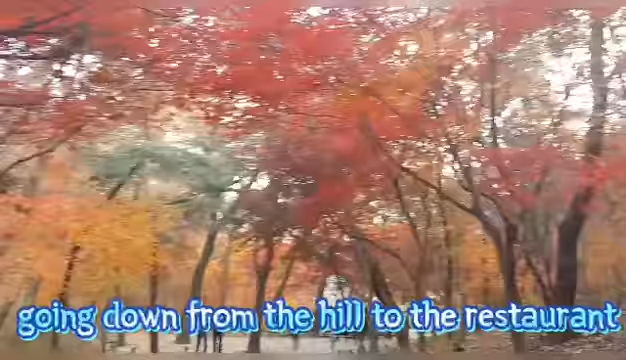 going down from the hill to the restaurant